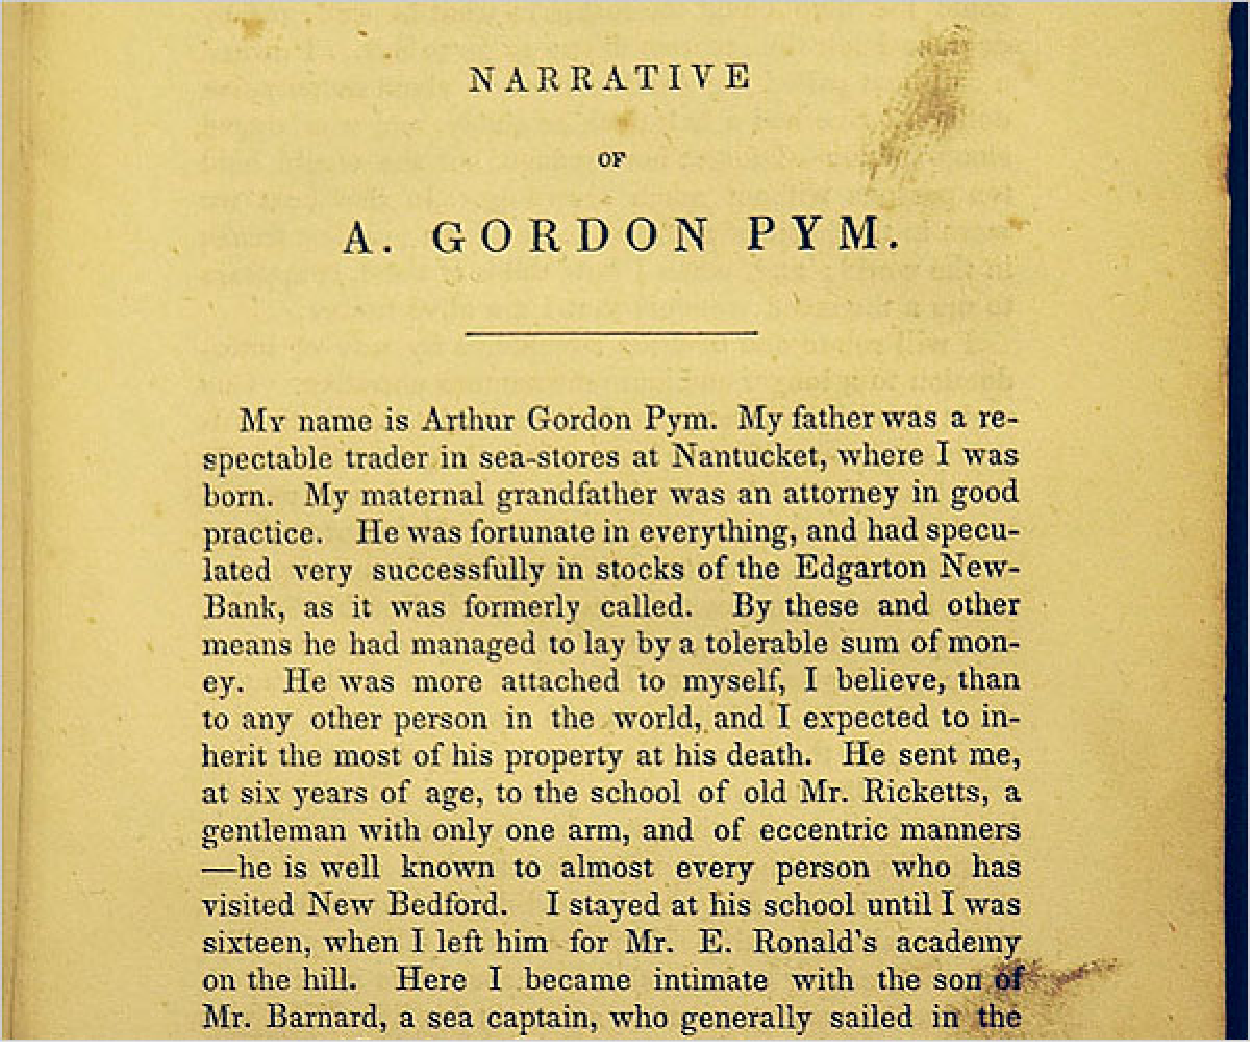 NARRATIVE
OF
A. GORDON PYM.
My name is Arthur Gordon Pym. My father was a re-
spectable trader in sea-stores at Nantucket, where I was
born. My maternal grandfather was an attorney in good
practice. He was fortunate in everything, and had specu-
lated very successfully in stocks of the Edgarton New-
Bank, as it was formerly called. By these and other
means he had managed to lay by a tolerable sum of mon-
ey. He was more attached to myself, I believe, than
to any other person in the world, and I expected to in-
herit the most of his property at his death. He sent me,
at six years of age, to the school of old Mr. Ricketts, a
gentleman with only one arm, and of eccentric manners
—he is well known to almost every person who has
visited New Bedford. I stayed at his school until I was
sixteen, when I left him for Mr. E. Ronald's academy
on the hill. Here I became intimate with the son of
Mr. Barnard, a sea captain, who generally sailed in the